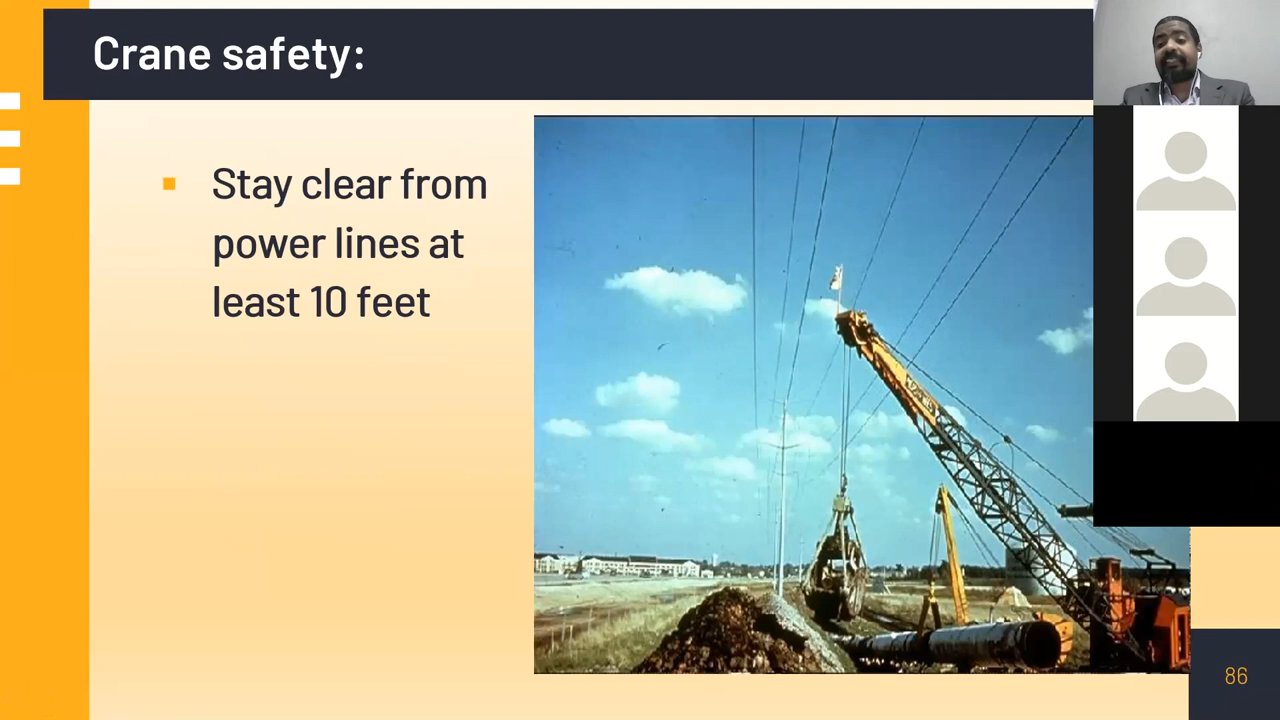 Crane safety:
Stay clear from
power lines at
least 10 feet
86